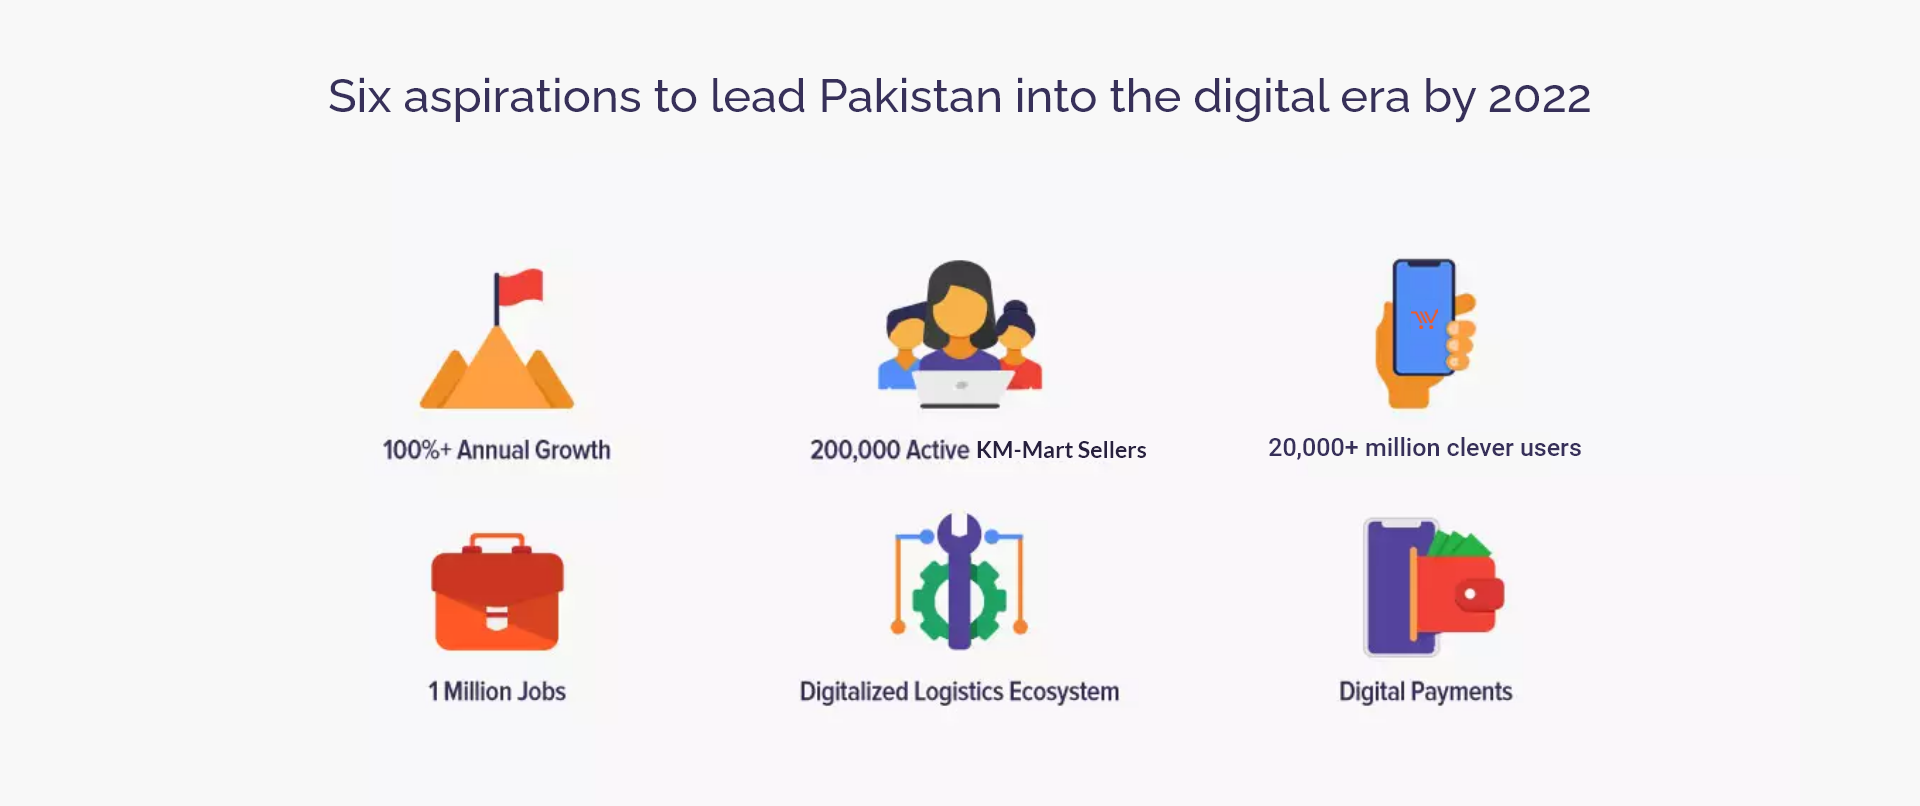 Six aspirations to lead Pakistan into the digital era by 2022
100%+ Annual Growth
200,000 Active KM-Mart Sellers
20,000+ million clever users
1 Million Jobs
Digitalized Logistics Ecosystem
Digital Payments